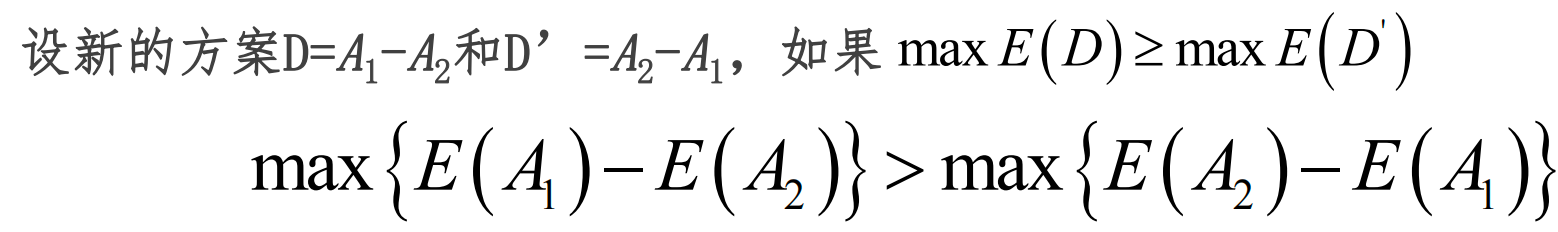 设新的方案D=A₁-A₂和D’ =A₂-A₁，如果 max E(D) ≥ max E(D')
max{E(A₁)-E(A₂)} > max{E(A₂)-E(A₁)}